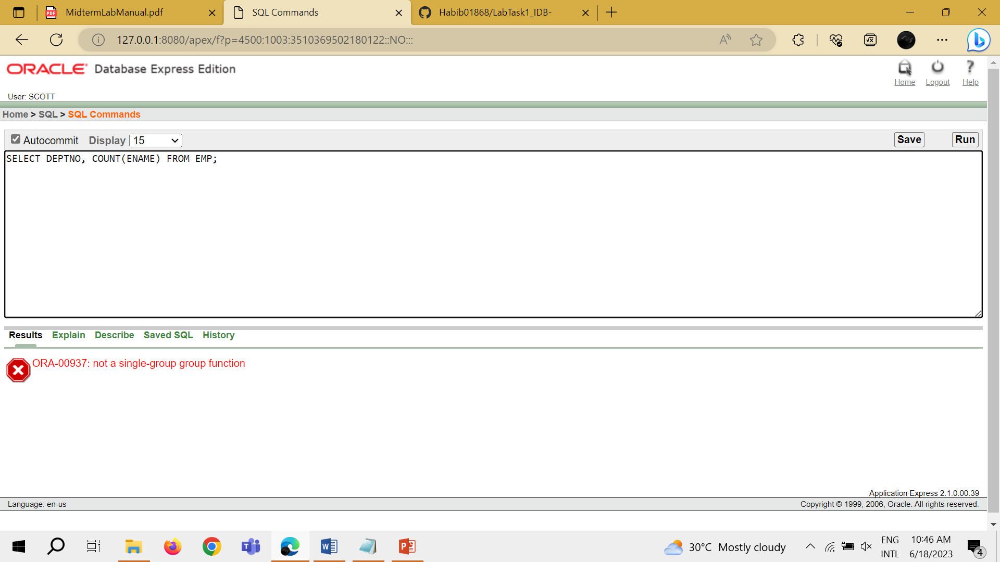 MidtermLabManual.pdf
SQL Commands
Habib01868/LabTask1_IDB-
127.0.0.1:8080/apex/f?p=4500:1003:3510369502180122::NO:::
ORACLE Database Express Edition
Home Logout Help
User: SCOTT
Home > SQL > SQL Commands
Autocommit Display 15 Save Run
SELECT DEPTNO, COUNT(ENAME) FROM EMP;
Results Explain Describe Saved SQL History
ORA-00937: not a single-group group function
Application Express 2.1.0.00.39
Language: en-us Copyright © 1999, 2006, Oracle. All rights reserved.
30°C Mostly cloudy
ENG
INTL
10:46 AM
6/18/2023
4